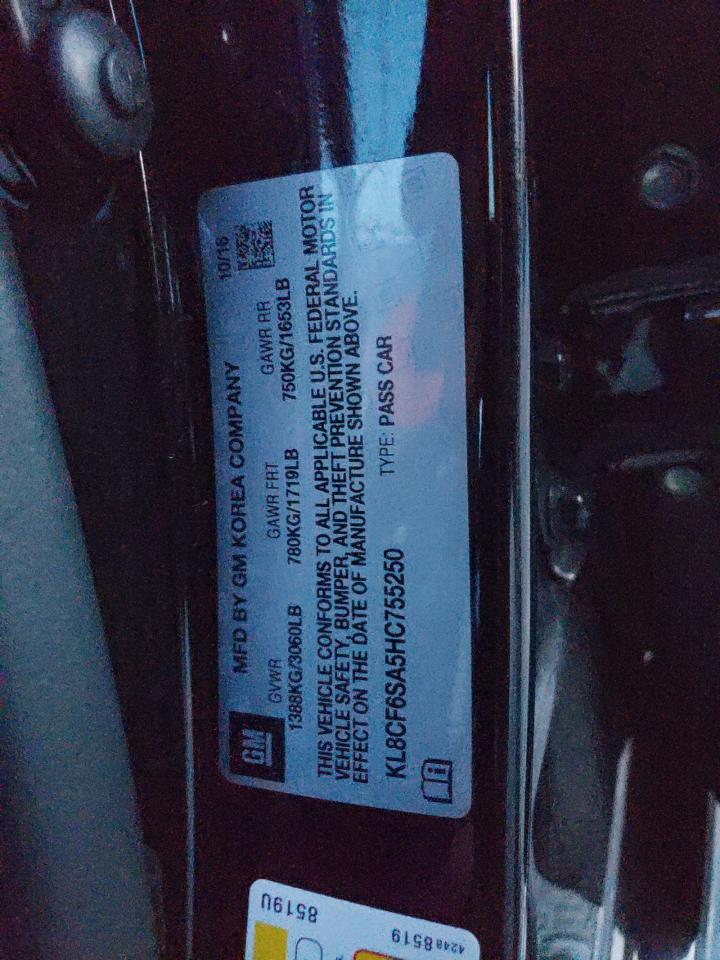 GM
MFD BY GM KOREA COMPANY 10/16
GVWR GAWR FRT GAWR RR
1388KG/3060LB 780KG/1719LB 750KG/1653LB
THIS VEHICLE CONFORMS TO ALL APPLICABLE U.S. FEDERAL MOTOR
VEHICLE SAFETY, BUMPER, AND THEFT PREVENTION STANDARDS IN
EFFECT ON THE DATE OF MANUFACTURE SHOWN ABOVE.
KL8CF6SA5HC755250 TYPE: PASS CAR
8519U
42488519